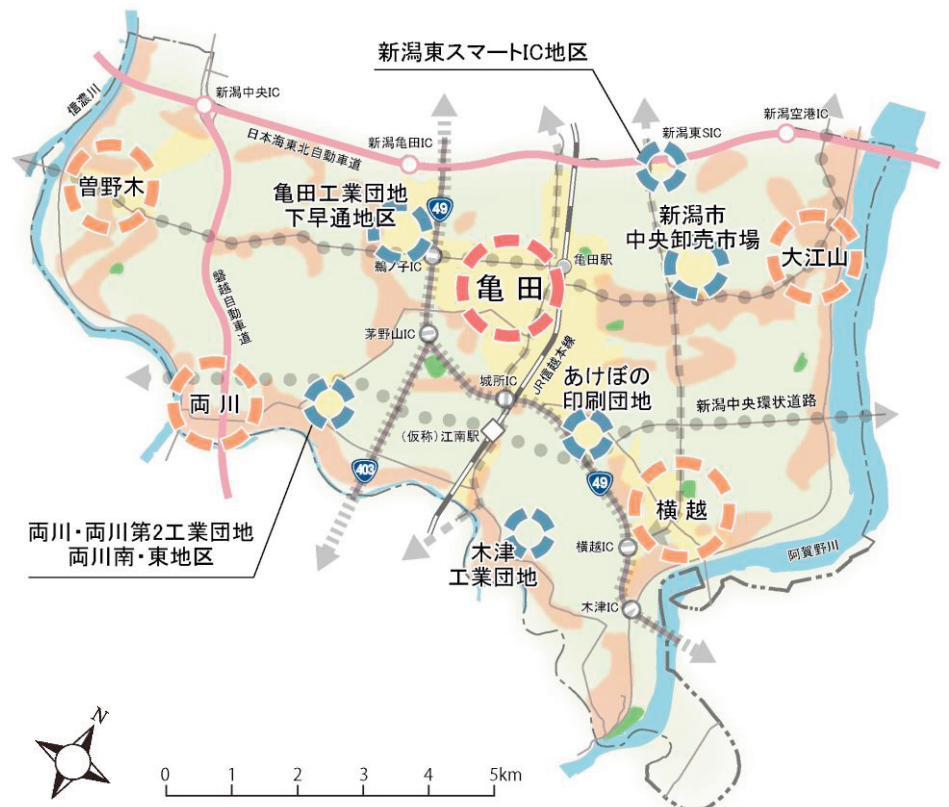 新潟東スマートIC地区
信濃川
新潟中央IC
新潟空港IC
日本海東北自動車道
新潟亀田IC
新潟東SIC
曽野木
亀田工業団地
下早通地区
49
新潟市
中央卸売市場
大江山
鵜ノ子IC
亀田駅
亀田
磐越自動車道
茅野山IC
JR信越本線
城所IC
あけぼの
印刷団地
両川
新潟中央環状道路
(仮称)江南駅
403
49
横越
両川・両川第2工業団地
両川南・東地区
木津
工業団地
横越IC
阿賀野川
木津IC
N
0 1 2 3 4 5km